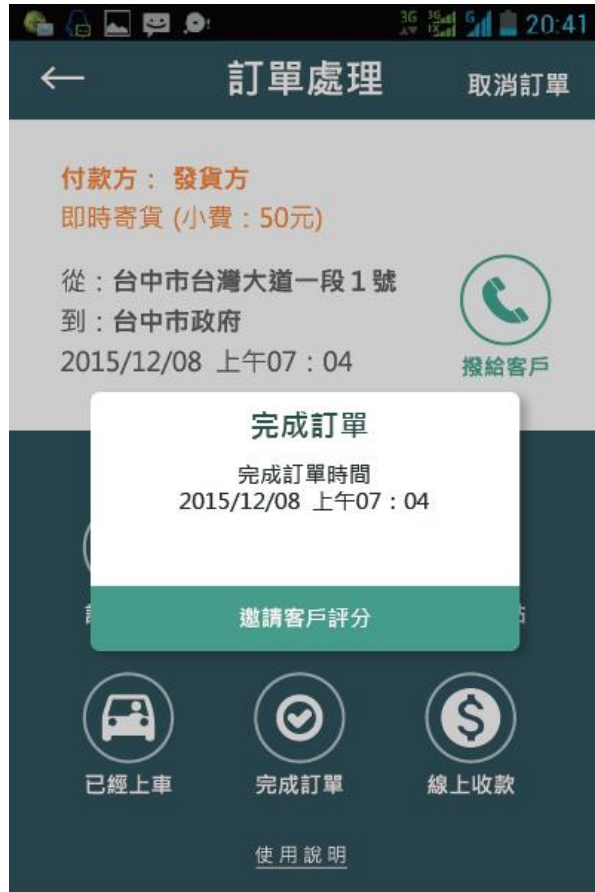 3G 3G 1X 5 20:41
訂單處理 取消訂單
付款方： 發貨方
即時寄貨 (小費：50元)
從：台中市台灣大道一段１號
到：台中市政府
2015/12/08 上午07：04
撥給客戶
完成訂單
完成訂單時間
2015/12/08 上午07：04
邀請客戶評分
已經上車 完成訂單 線上收款
使用說明